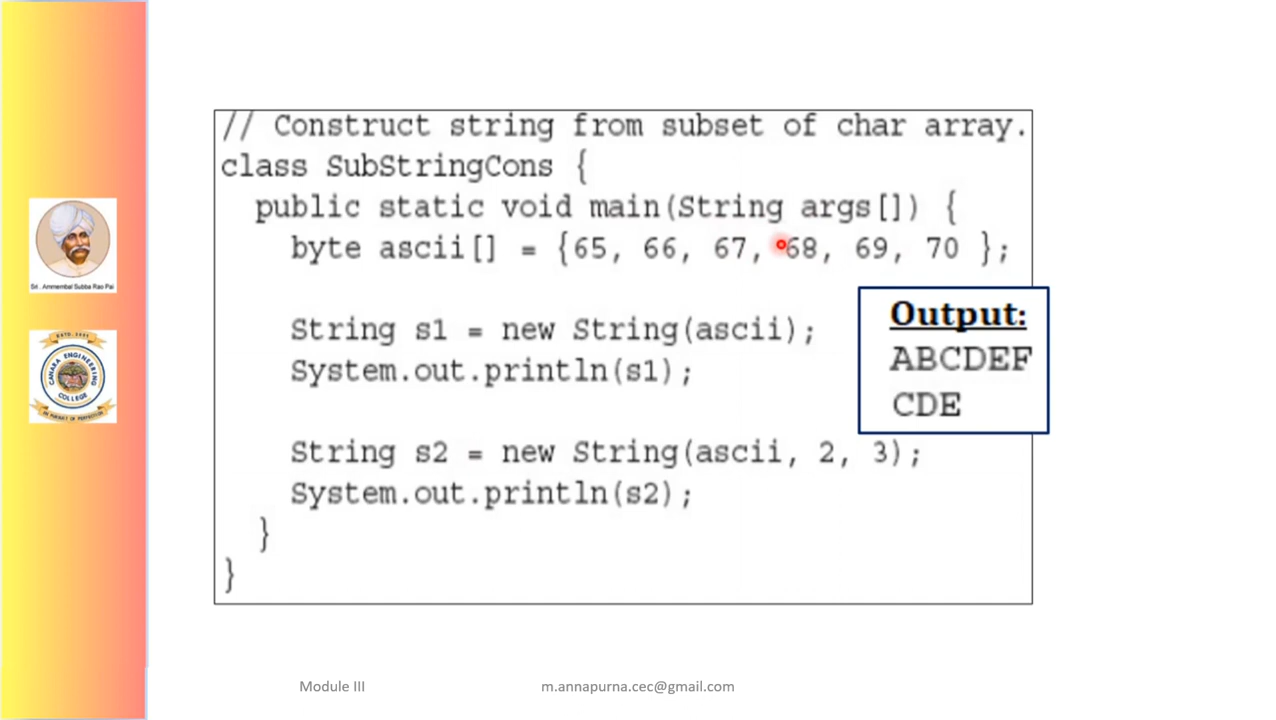 // Construct string from subset of char array.
class SubStringCons {
public static void main(String args[]) {
byte ascii[] = {65, 66, 67, 68, 69, 70 };
String s1 = new String(ascii);
System.out.println(s1);
String s2 = new String(ascii, 2, 3);
System.out.println(s2);
}
}
Output:
ABCDEF
CDE
Sri . Ammembal Subba Rao Pai
CANARA ENGINEERING
COLLEGE
Module III
m.annapurna.cec@gmail.com